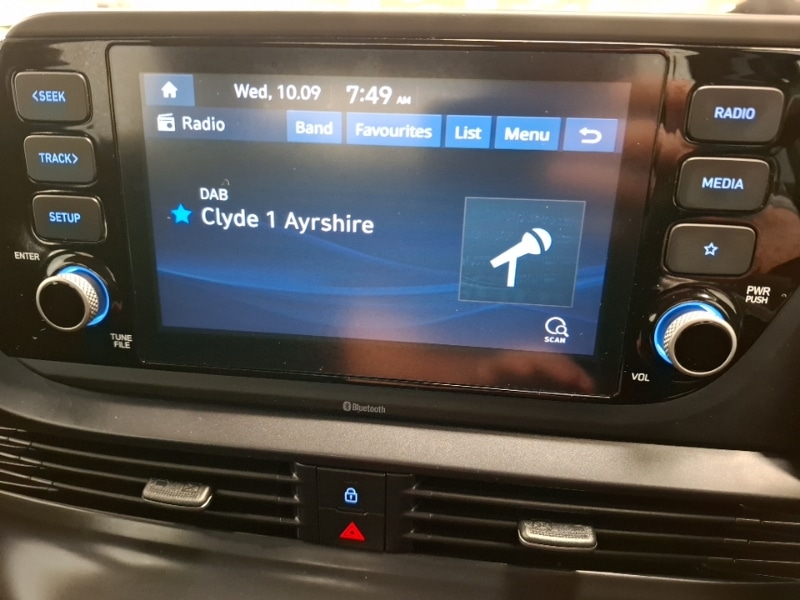 <SEEK
TRACK>
SETUP
ENTER
TUNE
FILE
Wed, 10.09 7:49 AM
Radio Band Favourites List Menu
DAB
Clyde 1 Ayrshire
SCAN
RADIO
MEDIA
PWR
PUSH
VOL
Bluetooth